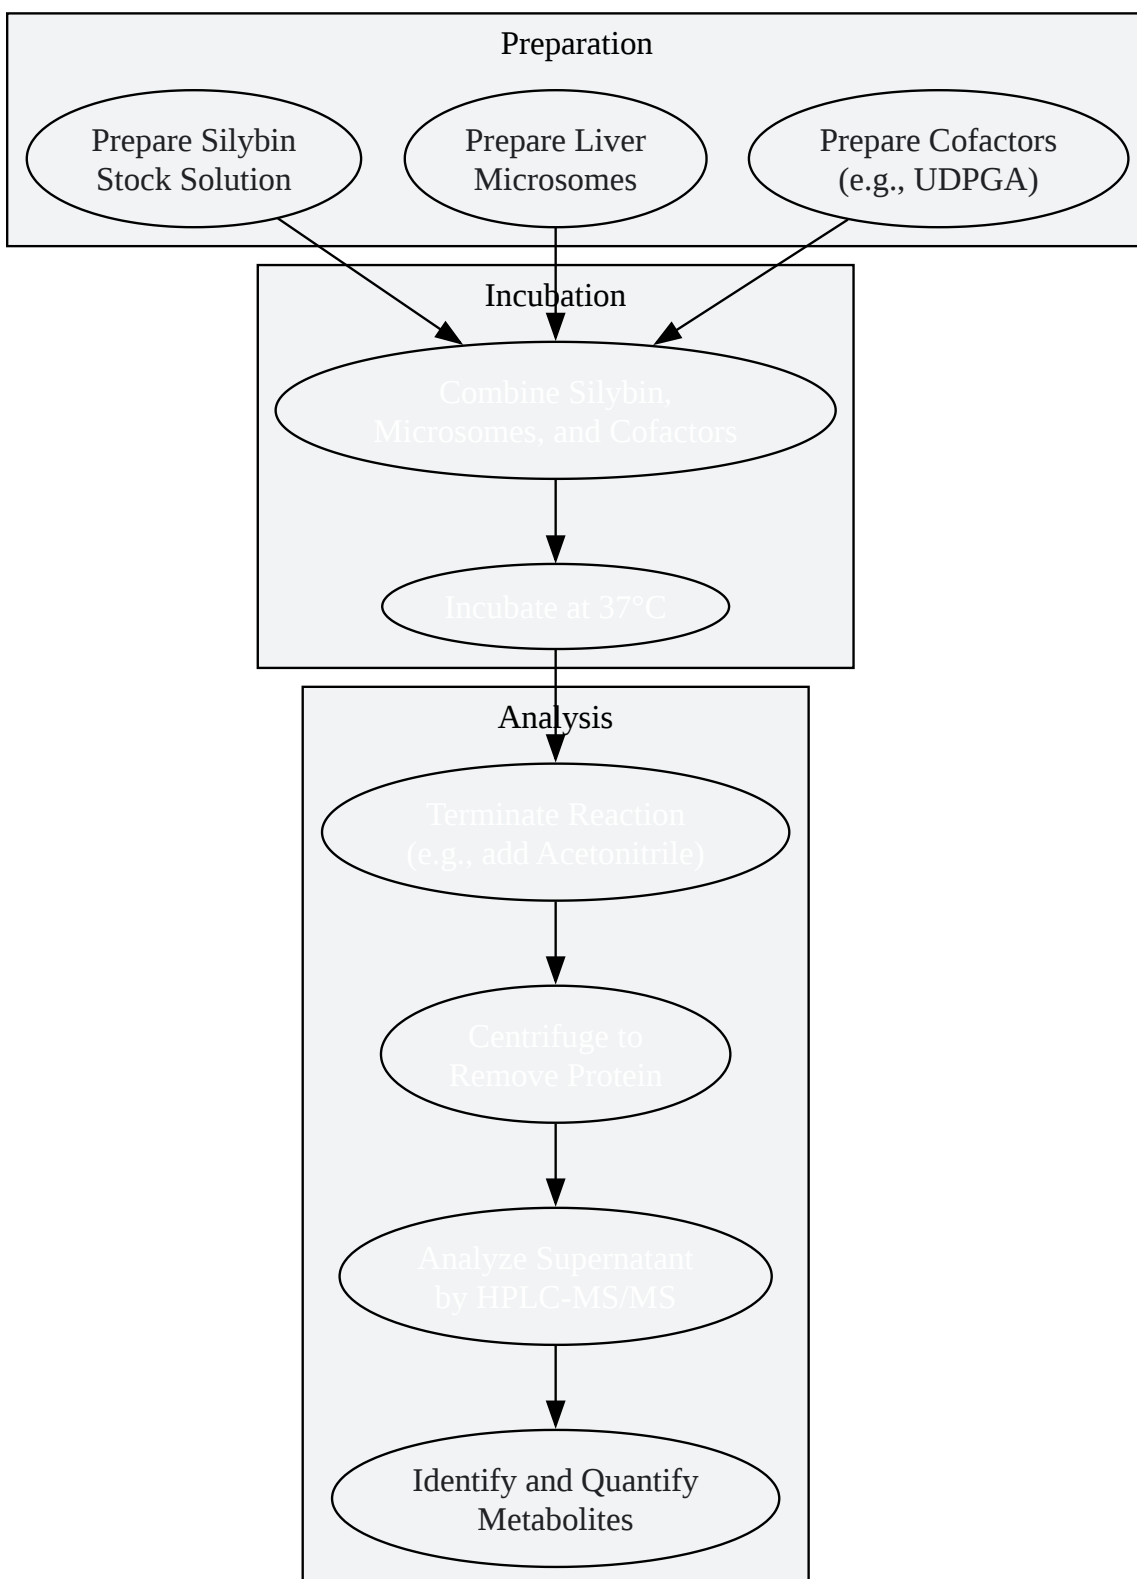 Preparation
Prepare Silybin
Stock Solution
Prepare Liver
Microsomes
Prepare Cofactors
(e.g., UDPGA)
Incubation
Combine Silybin,
Microsomes, and Cofactors
Incubate at 37°C
Analysis
Terminate Reaction
(e.g., add Acetonitrile)
Centrifuge to
Remove Protein
Analyze Supernatant
by HPLC-MS/MS
Identify and Quantify
Metabolites